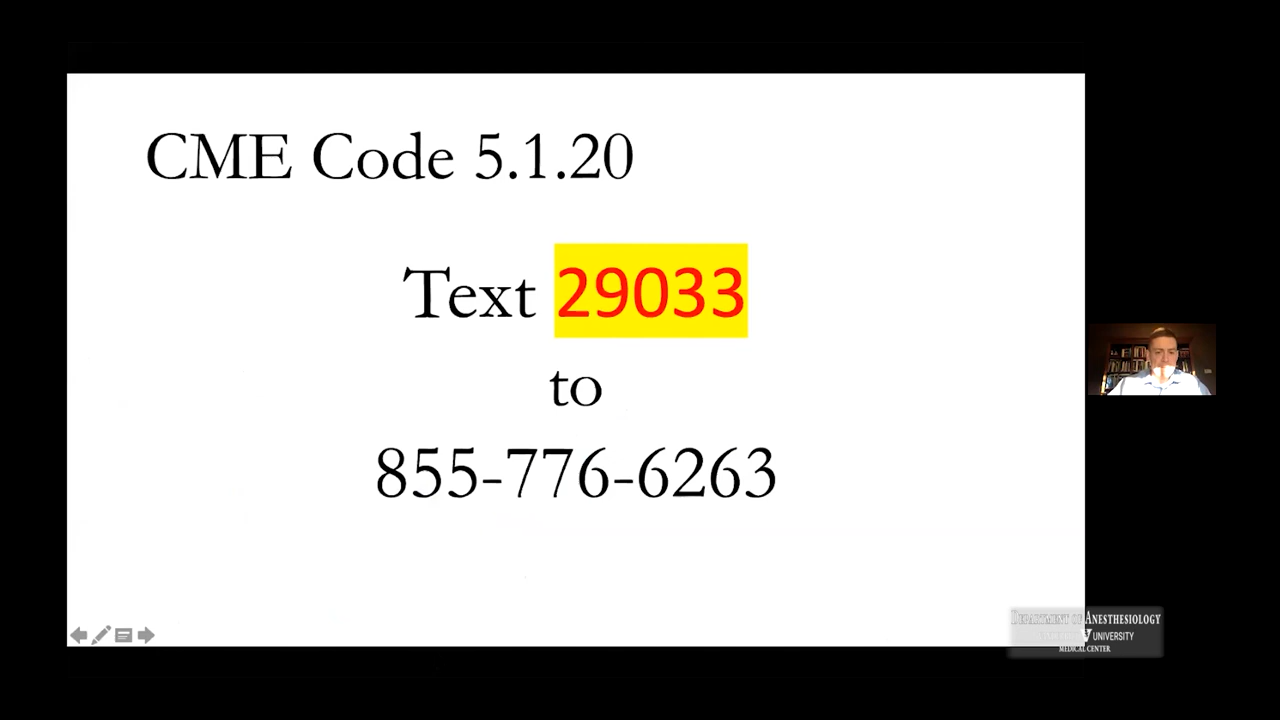 CME Code 5.1.20
Text 29033
to
855-776-6263
DEPARTMENT OF ANESTHESIOLOGY
UNIVERSITY
MEDICAL CENTER